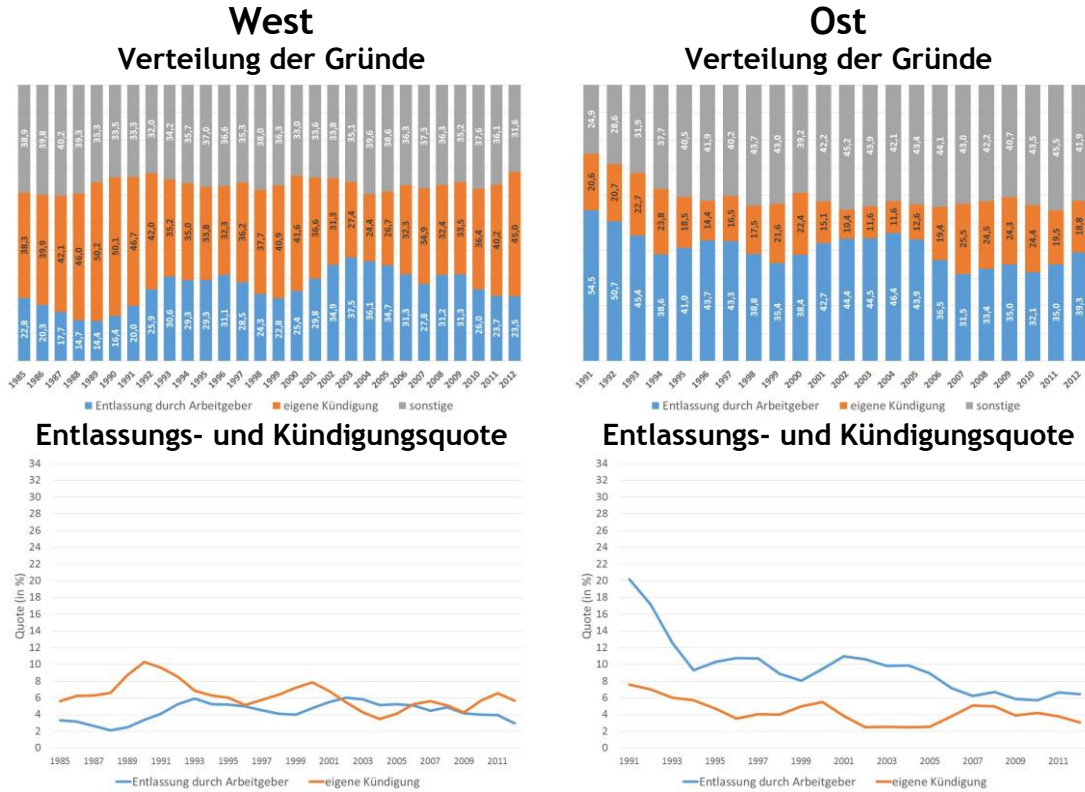 West
Verteilung der Gründe
38,9 39,8 40,2 39,3 35,3 33,5 33,3 32,0 34,2 35,7 37,0 36,6 35,3 38,0 36,3 33,0 33,6 33,8 35,1 39,6 38,6 36,3 37,3 36,3 35,2 37,6 36,1 31,6
38,3 39,9 42,1 46,0 50,2 50,1 46,7 42,0 35,2 35,0 33,8 32,3 36,2 37,7 40,9 41,6 36,6 31,3 27,4 24,4 26,7 32,3 34,9 32,4 33,5 36,4 40,2 45,0
22,8 20,3 17,7 14,7 14,4 16,4 20,0 25,9 30,6 29,3 29,3 31,1 28,5 24,3 22,8 25,4 29,8 34,9 37,5 36,1 34,7 31,3 27,8 31,2 31,3 26,0 23,7 23,5
1985 1986 1987 1988 1989 1990 1991 1992 1993 1994 1995 1996 1997 1998 1999 2000 2001 2002 2003 2004 2005 2006 2007 2008 2009 2010 2011 2012
Entlassung durch Arbeitgeber eigene Kündigung sonstige
Ost
Verteilung der Gründe
24,9 28,6 31,9 37,7 40,5 41,9 40,2 43,7 43,0 39,2 42,2 45,2 43,9 42,1 43,4 44,1 43,0 42,2 40,7 43,5 45,5 41,9
20,6 20,7 22,7 23,8 18,5 14,4 16,5 17,5 21,6 22,4 15,1 10,4 11,6 11,6 12,6 19,4 25,5 24,5 24,3 24,4 19,5 18,8
54,5 50,7 45,4 38,6 41,0 43,7 43,3 38,8 35,4 38,4 42,7 44,4 44,5 46,4 43,9 36,5 31,5 33,4 35,0 32,1 35,0 39,3
1991 1992 1993 1994 1995 1996 1997 1998 1999 2000 2001 2002 2003 2004 2005 2006 2007 2008 2009 2010 2011 2012
Entlassung durch Arbeitgeber eigene Kündigung sonstige
Entlassungs- und Kündigungsquote
Quote (in %)
34
32
30
28
26
24
22
20
18
16
14
12
10
8
6
4
2
0
1985 1987 1989 1991 1993 1995 1997 1999 2001 2003 2005 2007 2009 2011
Entlassung durch Arbeitgeber eigene Kündigung
Entlassungs- und Kündigungsquote
Quote (in %)
34
32
30
28
26
24
22
20
18
16
14
12
10
8
6
4
2
0
1991 1993 1995 1997 1999 2001 2003 2005 2007 2009 2011
Entlassung durch Arbeitgeber eigene Kündigung